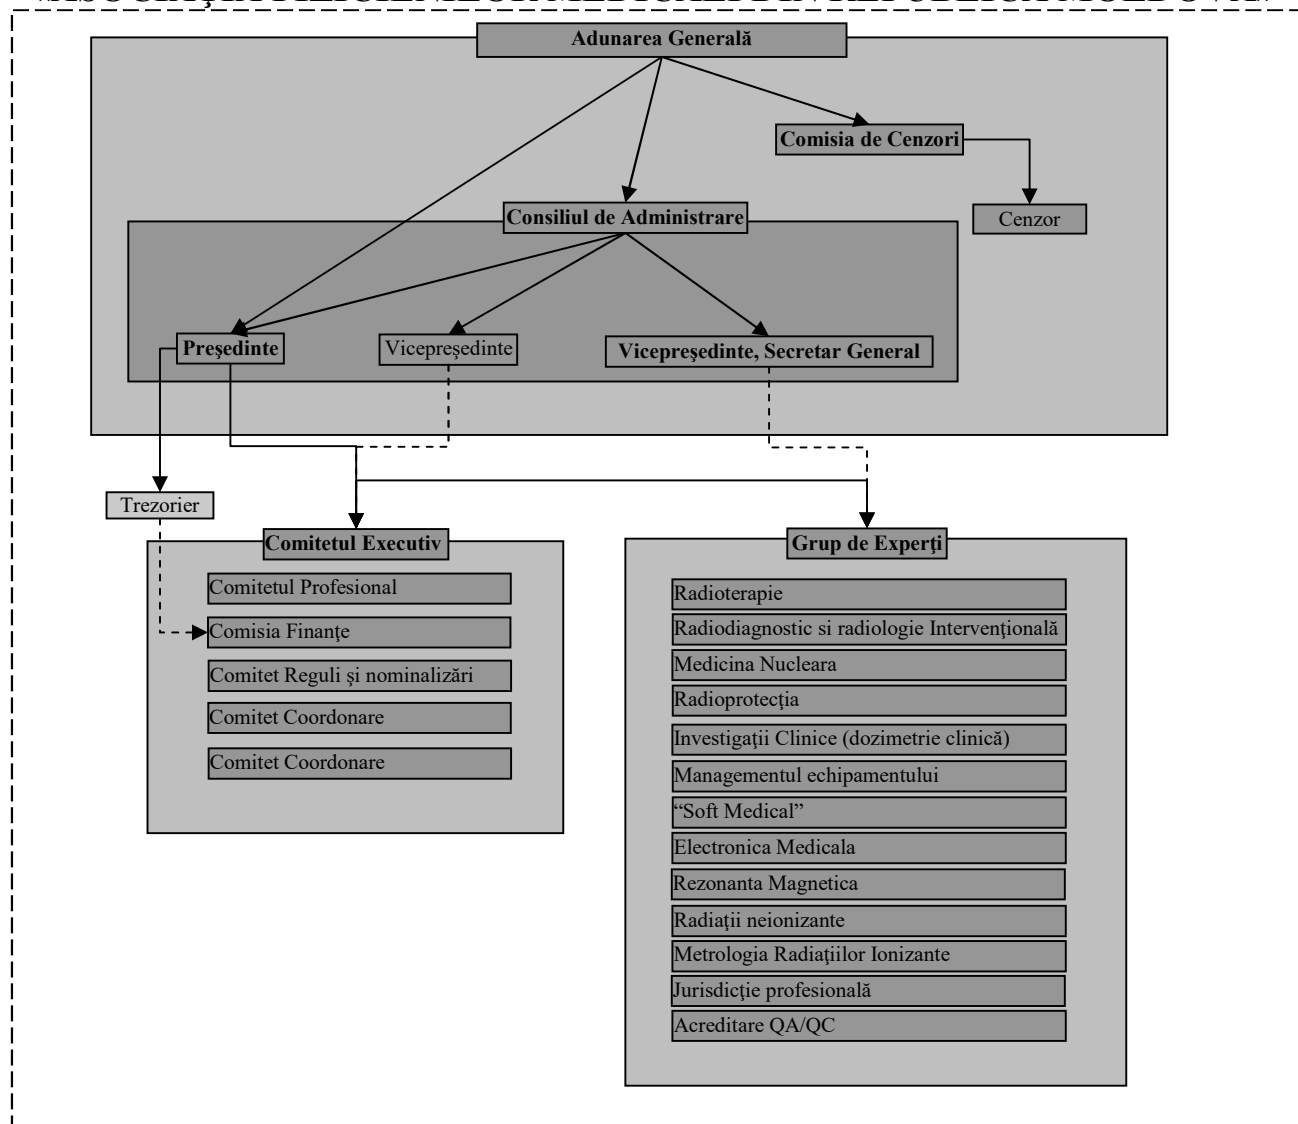 Adunarea Generală
Comisia de Cenzori
Cenzor
Consiliul de Administrare
Preşedinte
Vicepreşedinte
Vicepreşedinte, Secretar General
Trezorier
Comitetul Executiv
Comitetul Profesional
Comisia Finanţe
Comitet Reguli şi nominalizări
Comitet Coordonare
Comitet Coordonare
Grup de Experţi
Radioterapie
Radiodiagnostic si radiologie Intervenţională
Medicina Nucleara
Radioprotecţia
Investigaţii Clinice (dozimetrie clinică)
Managementul echipamentului
“Soft Medical”
Electronica Medicala
Rezonanta Magnetica
Radiaţii neionizante
Metrologia Radiaţiilor Ionizante
Jurisdicţie profesională
Acreditare QA/QC